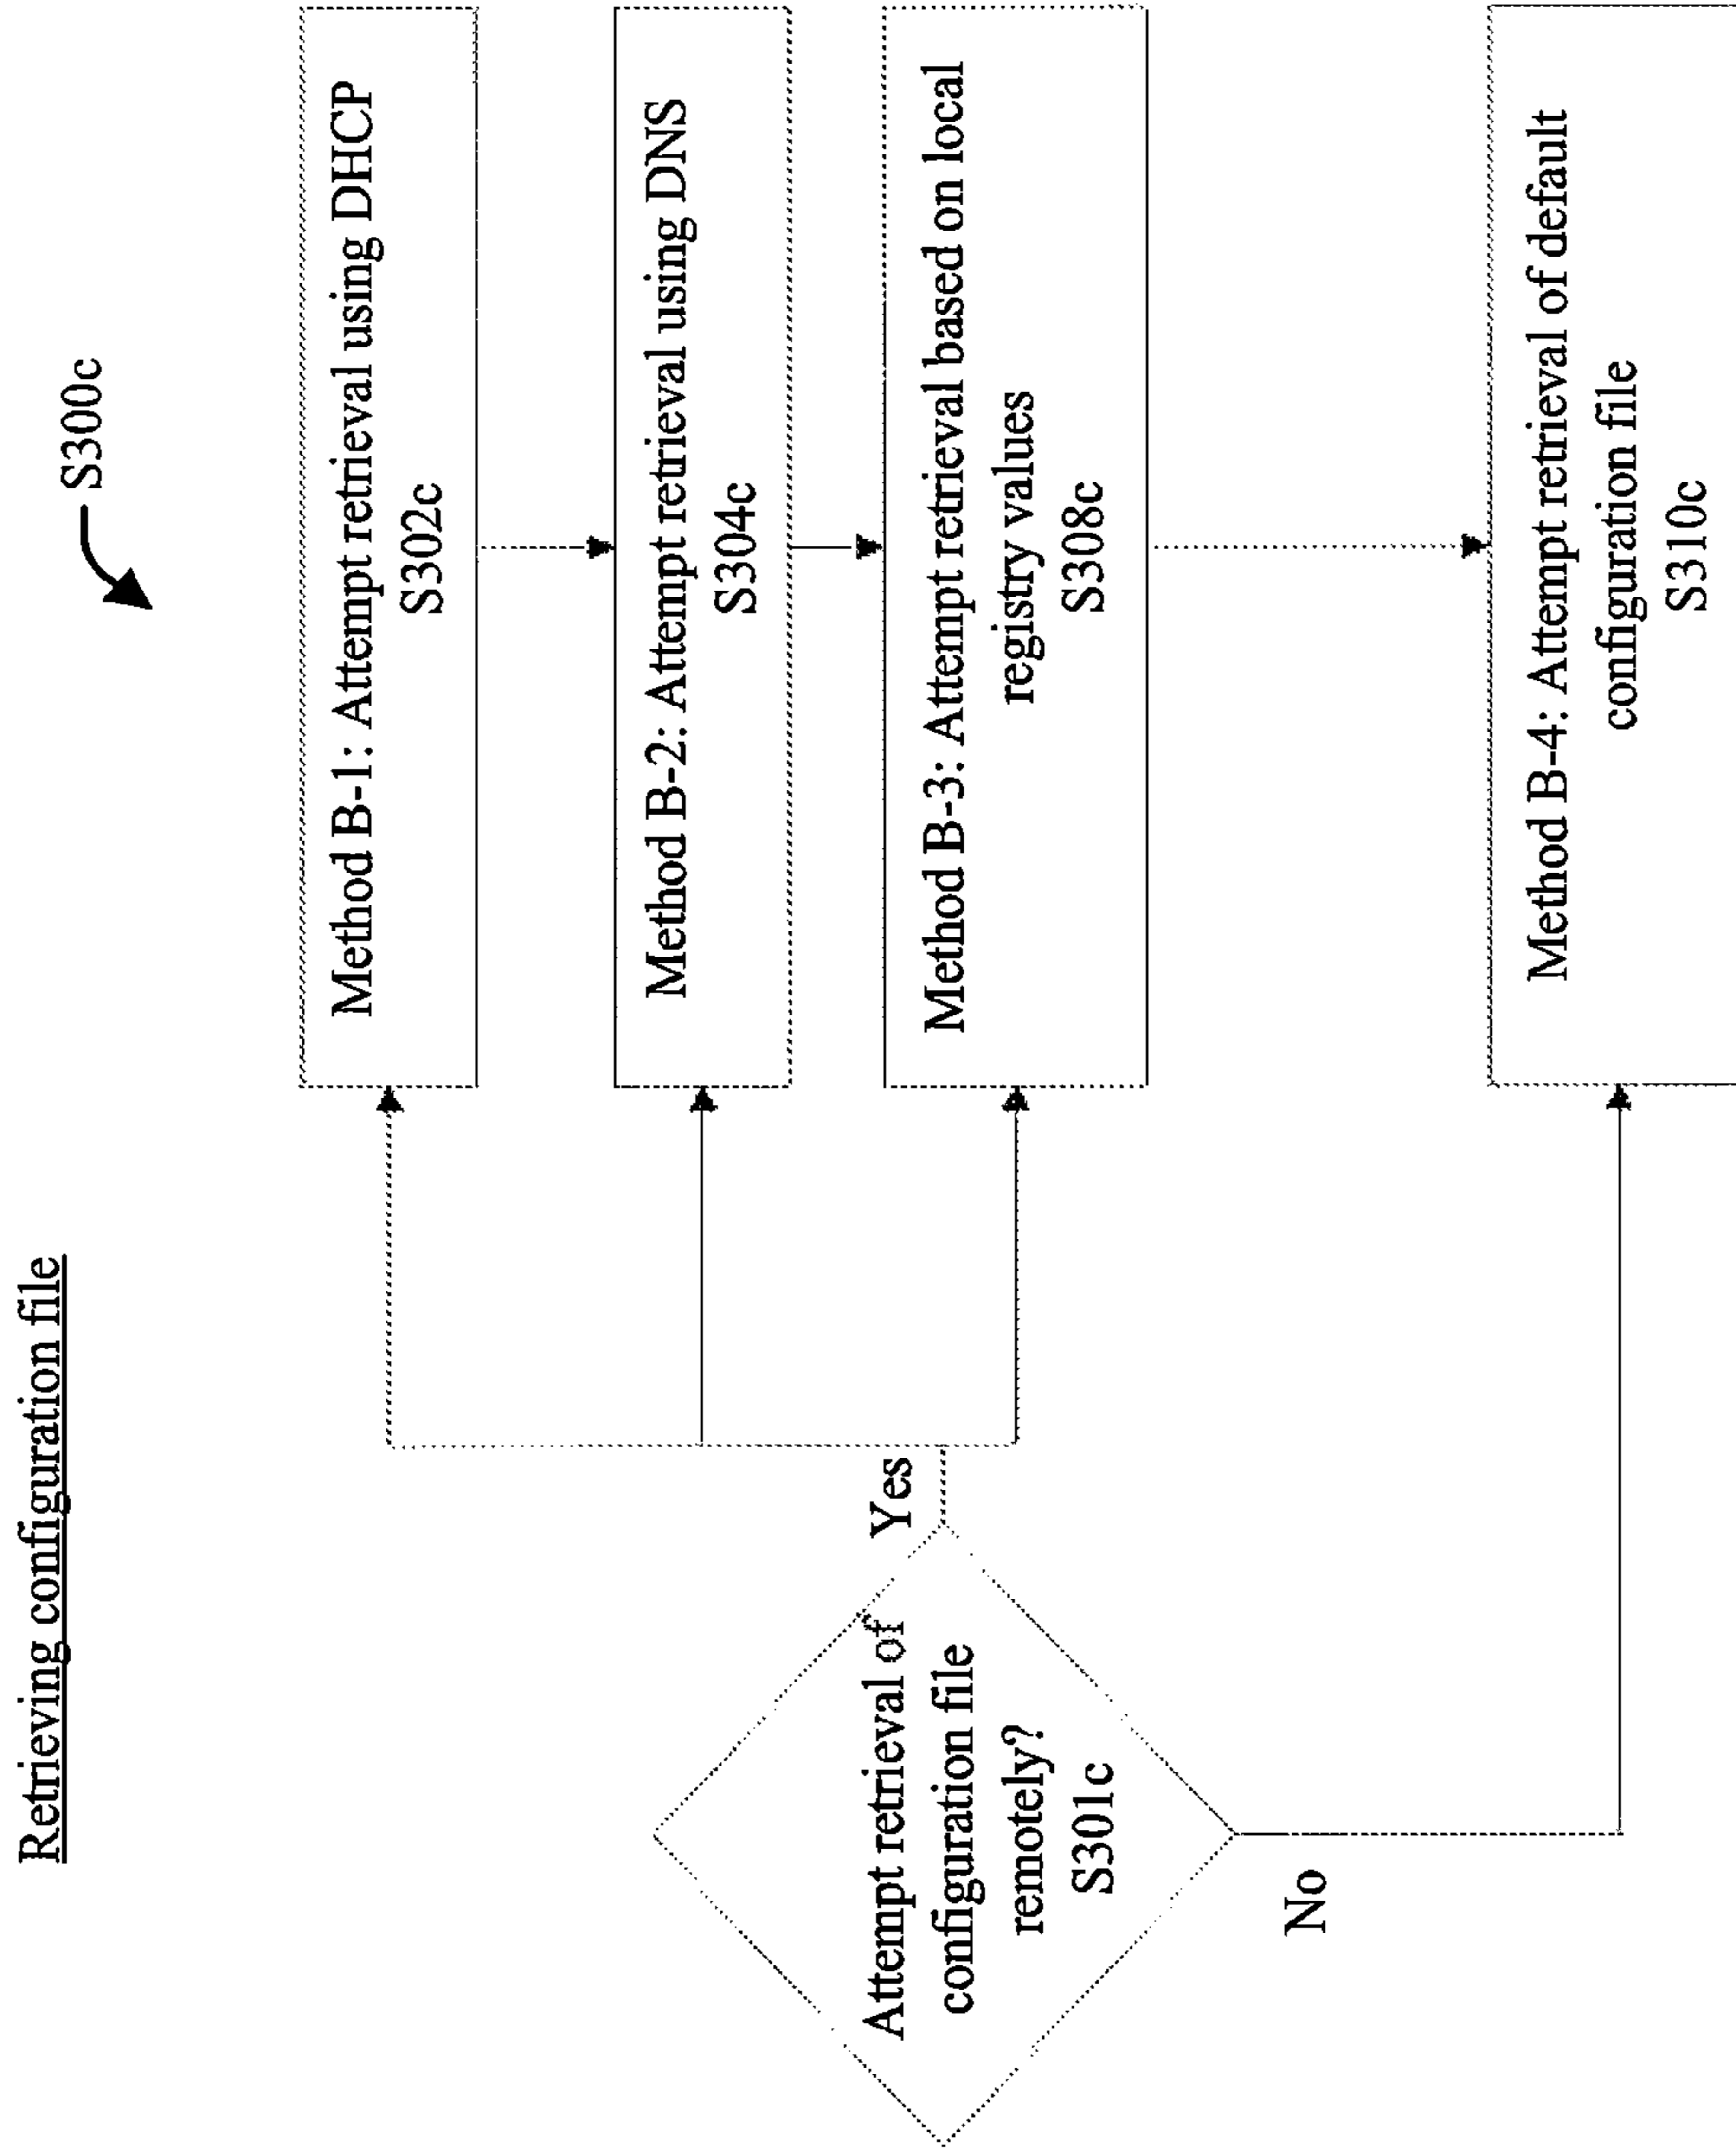 Retrieving configuration file
S300c
Attempt retrieval of
configuration file
remotely?
S301c
Yes
No
Method B-1: Attempt retrieval using DHCP
S302c
Method B-2: Attempt retrieval using DNS
S304c
Method B-3: Attempt retrieval based on local
registry values
S308c
Method B-4: Attempt retrieval of default
configuration file
S310c